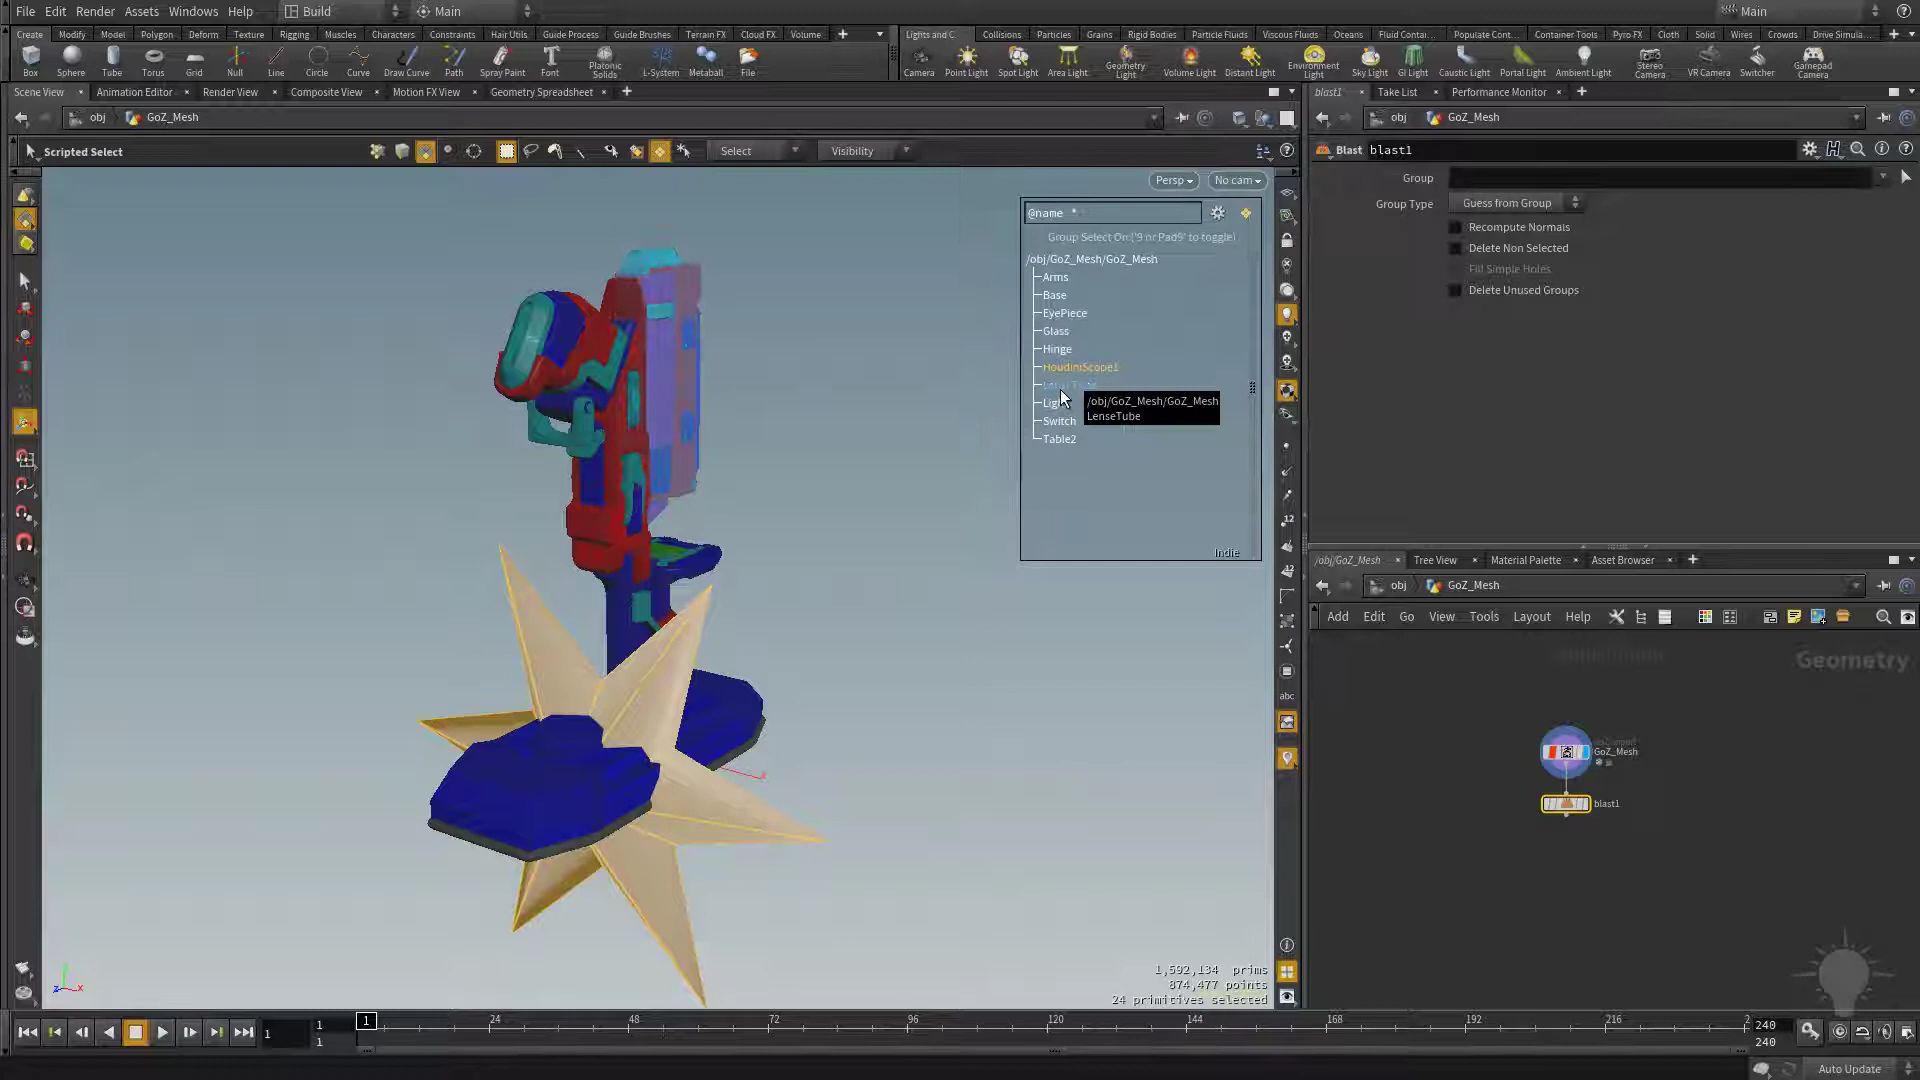 File Edit Render Assets Windows Help Build Main Main
Create Modify Model Polygon Deform Texture Rigging Muscles Characters Constraints Hair Utils Guide Process Guide Brushes Terrain FX Cloud FX Volume
Lights and C. Collisions Particles Grains Rigid Bodies Particle Fluids Viscous Fluids Oceans Fluid Contai... Populate Cont... Container Tools Pyro FX Cloth Solid Wires Crowds Drive Simula...
Box Sphere Tube Torus Grid Null Line Circle Curve Draw Curve Path Spray Paint Font Platonic Solids L-System Metaball File
Camera Point Light Spot Light Area Light Geometry Light Volume Light Distant Light Environment Light Sky Light GI Light Caustic Light Portal Light Ambient Light Stereo Camera VR Camera Switcher Gamepad Camera
Scene View Animation Editor Render View Composite View Motion FX View Geometry Spreadsheet
blast1 Take List Performance Monitor
obj GoZ_Mesh
obj GoZ_Mesh
Scripted Select Select Visibility
Blast blast1
Group
Group Type Guess from Group
Recompute Normals
Delete Non Selected
Fill Simple Holes
Delete Unused Groups
Persp No cam
@name *
Group Select On ('9 or Pad9' to toggle)
/obj/GoZ_Mesh/GoZ_Mesh
Arms
Base
EyePiece
Glass
Hinge
HoudiniScope1
Switch
Table2
/obj/GoZ_Mesh/GoZ_Mesh
LenseTube
Indie
/obj/GoZ_Mesh Tree View Material Palette Asset Browser
obj GoZ_Mesh
Add Edit Go View Tools Layout Help
Geometry
GoZ_Mesh
blast1
12
12
abc
1,592,134 prims
874,477 points
24 primitives selected
z x
x
1 1 1 1 24 48 72 96 120 144 168 192 216 2 240 240
Auto Update